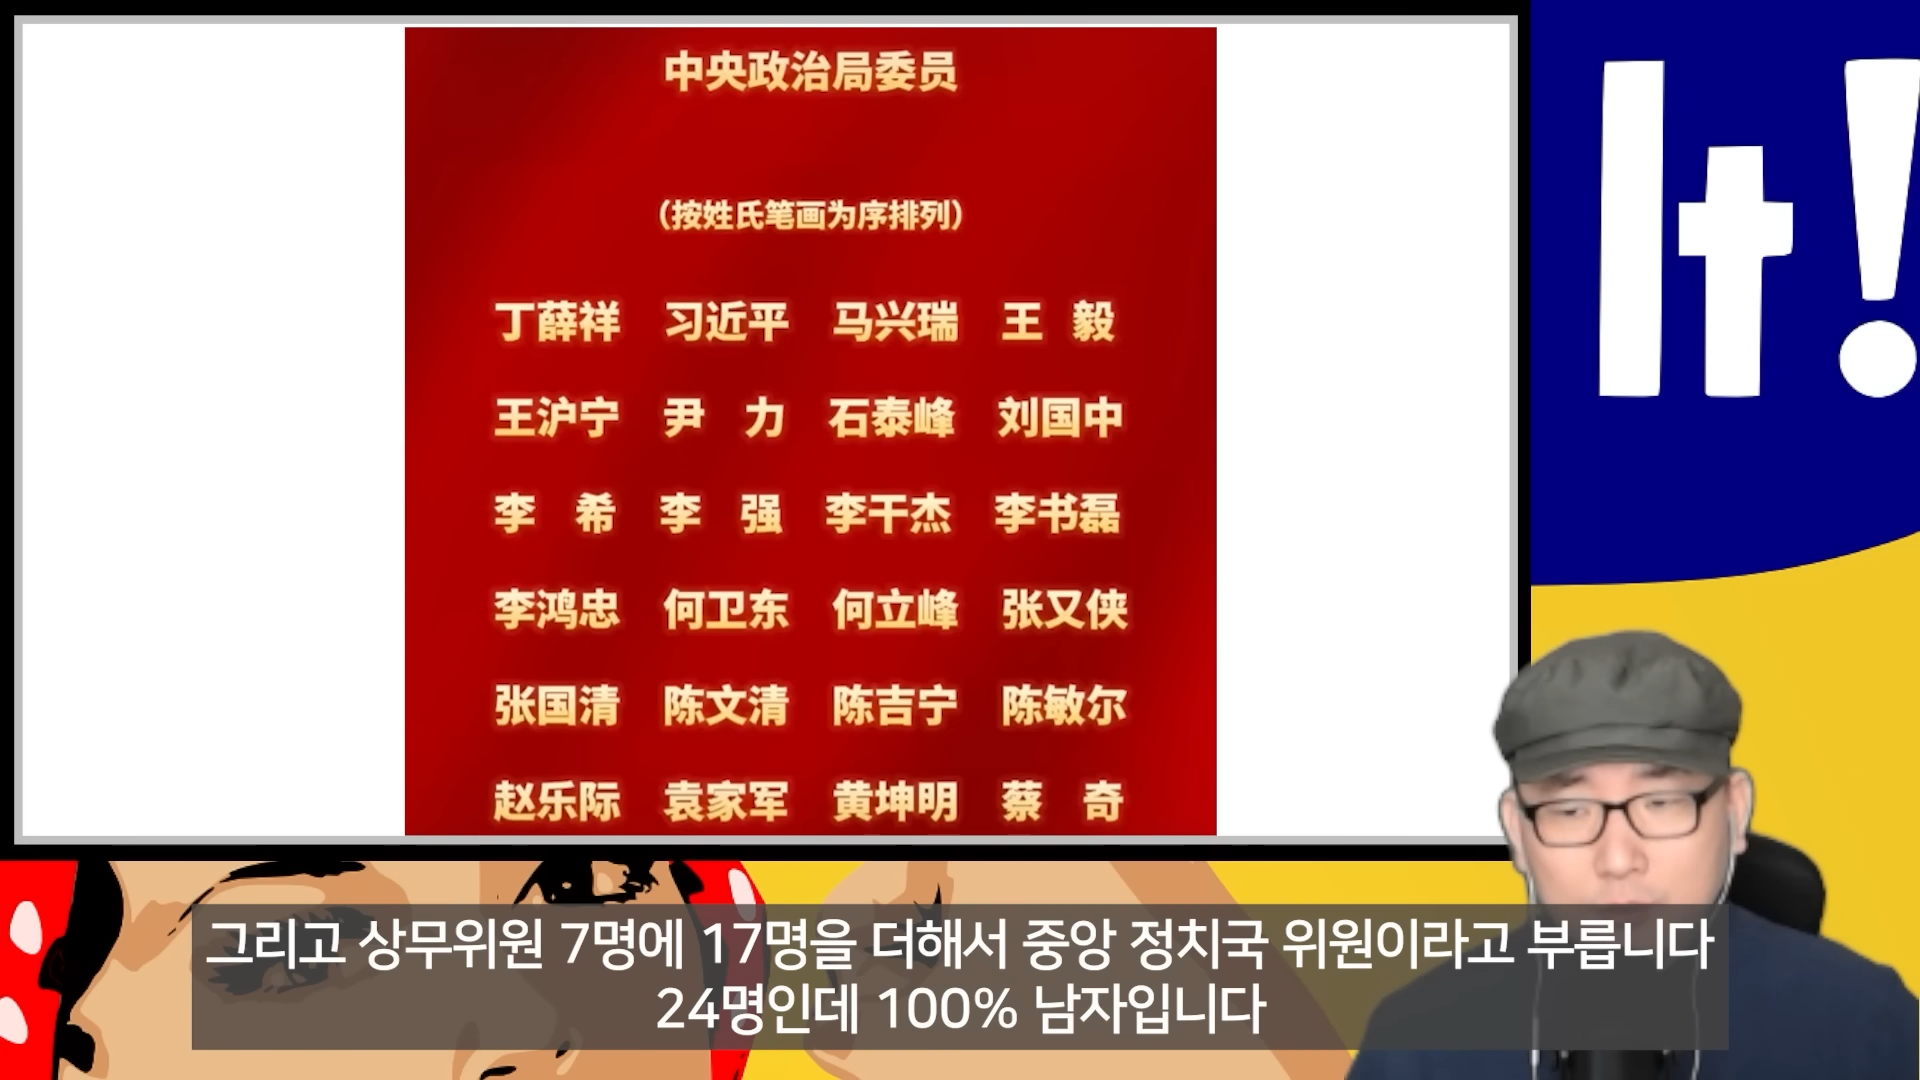 中央政治局委员
（按姓氏笔画为序排列）
丁薛祥 习近平 马兴瑞 王 毅
王沪宁 尹 力 石泰峰 刘国中
李 希 李 强 李干杰 李书磊
李鸿忠 何卫东 何立峰 张又侠
张国清 陈文清 陈吉宁 陈敏尔
赵乐际 袁家军 黄坤明 蔡 奇
It!
그리고 상무위원 7명에 17명을 더해서 중앙 정치국 위원이라고 부릅니다
24명인데 100% 남자입니다